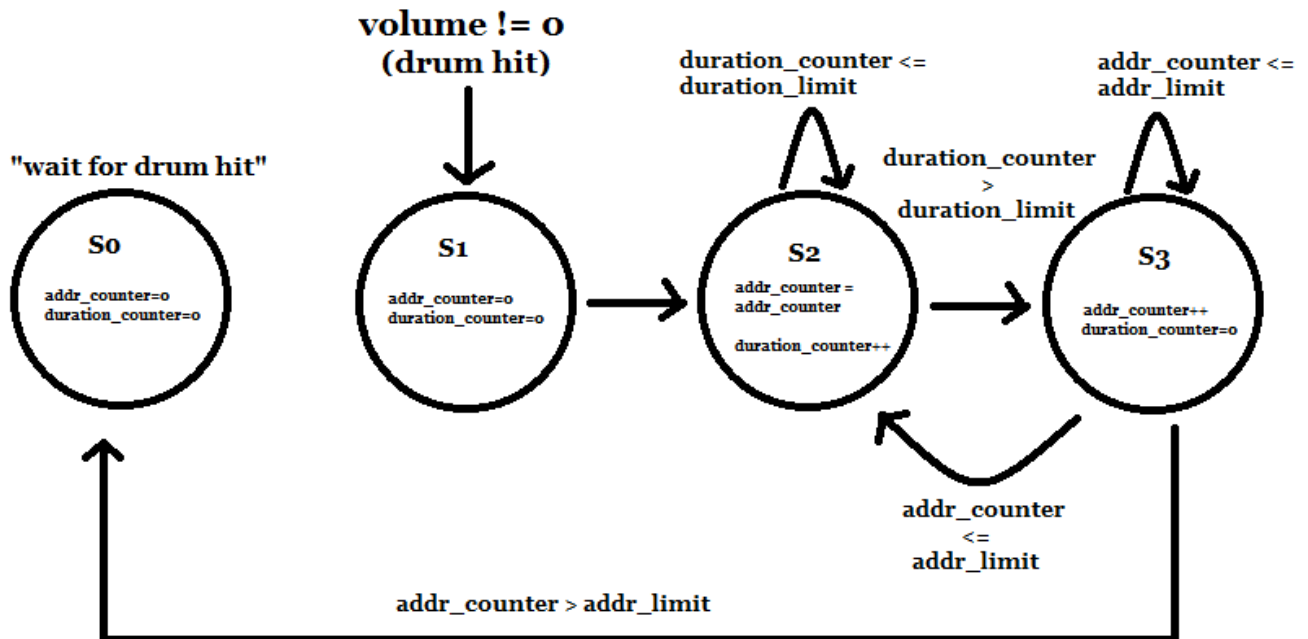 volume != 0
(drum hit)
duration_counter <=
duration_limit
addr_counter <=
addr_limit
"wait for drum hit"
duration_counter
>
duration_limit
S0
addr_counter=0
duration_counter=0
S1
addr_counter=0
duration_counter=0
S2
addr_counter =
addr_counter
duration_counter++
S3
addr_counter++
duration_counter=0
addr_counter
<=
addr_limit
addr_counter > addr_limit